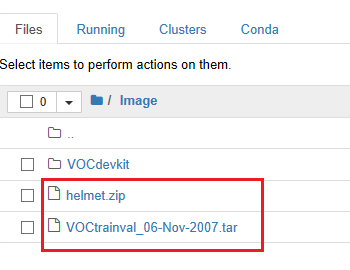 Files Running Clusters Conda
Select items to perform actions on them.
0 / Image
..
VOCdevkit
helmet.zip
VOCtrainval_06-Nov-2007.tar